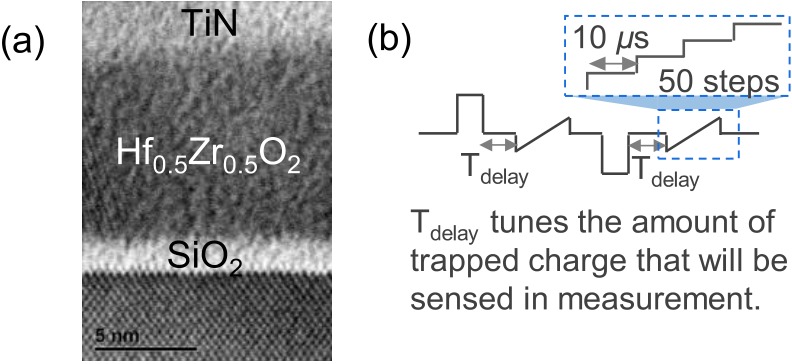 (a)
TiN
Hf0.5Zr0.5O2
SiO2
5 nm
(b)
10 µs
50 steps
Tdelay
Tdelay
Tdelay tunes the amount of
trapped charge that will be
sensed in measurement.